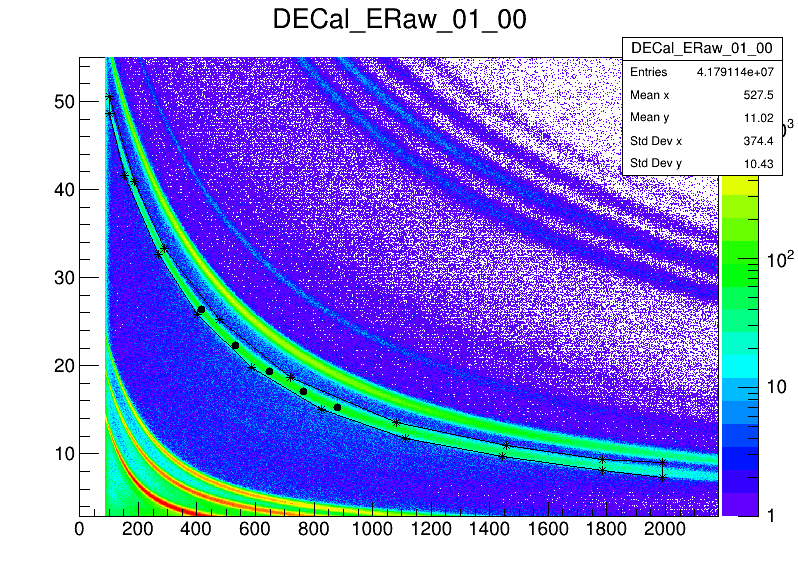 DECal_ERaw_01_00
DECal_ERaw_01_00
Entries 4.179114e+07
Mean x 527.5
Mean y 11.02
Std Dev x 374.4
Std Dev y 10.43
50
40
30
20
10
0 200 400 600 800 1000 1200 1400 1600 1800 2000
10²
10
1